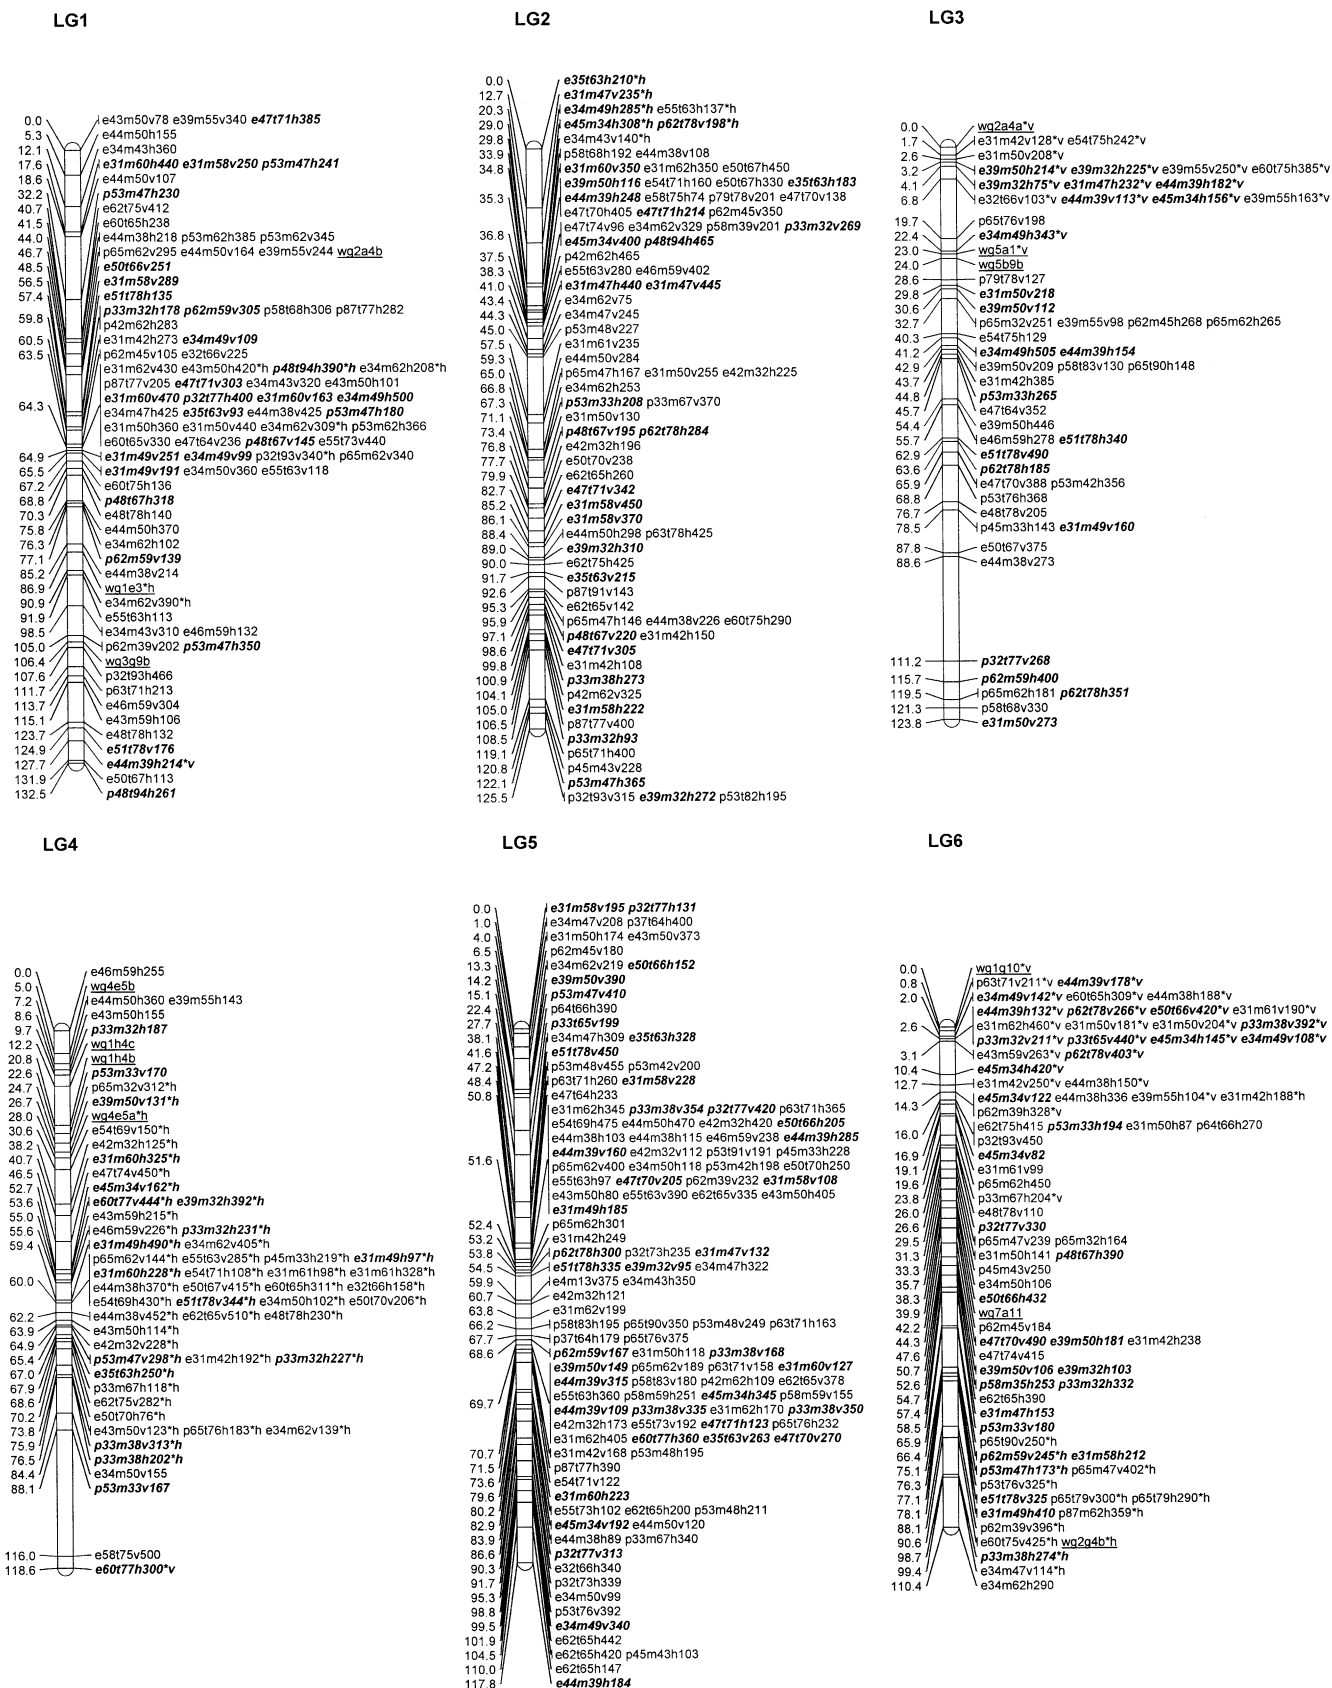 LG1
0.0 e43m50v78 e39m55v340 e47t71h385
5.3 e44m50h155
12.1 e34m43h360
17.6 e31m60h440 e31m58v250 p53m47h241
18.6 e44m50v107
32.2 p53m47h230
40.7 e62t75v412
41.5 e60t65h238
44.0 e44m38h218 p53m62h385 p53m62v345
46.7 p65m62v295 e44m50v164 e39m55v244 wg2a4b
48.5 e50t66v251
56.5 e31m58v289
57.4 e51t78h135
59.8 p33m32h178 p62m59v305 p58t68h306 p87t77h282
p42m62h283
60.5 e31m42h273 e34m49v109
63.5 p62m45v105 e32t66v225
64.3 e31m62v430 e43m50h420*h p48t94h390*h e34m62h208*h
p87t77v205 e47t71v303 e34m43v320 e43m50h101
e31m60v470 p32t77h400 e31m60v163 e34m49h500
e34m47h425 e35t63v93 e44m38v425 p53m47h180
e31m50h360 e31m50v440 e34m62v309*h p53m62h366
e60t65v330 e47t64v236 p48t67v145 e55t73v440
64.9 e31m49v251 e34m49v99 p32t93v340*h p65m62v340
65.5 e31m49v191 e34m50v360 e55t63v118
67.2 e60t75h136
68.8 p48t67h318
70.3 e48t78h140
75.8 e44m50h370
76.3 e34m62h102
77.1 p62m59v139
85.2 e44m38v214
86.9 wg1e3*h
90.9 e34m62v390*h
91.9 e55t63h113
98.5 e34m43v310 e46m59h132
105.0 p62m39v202 p53m47h350
106.4 wg3g9b
107.6 p32t93h466
111.7 p63t71h213
113.7 e46m59v304
115.1 e43m59h106
123.7 e48t78h132
124.9 e51t78v176
127.7 e44m39h214*v
131.9 e50t67h113
132.5 p48t94h261
LG2
0.0 e35t63h210*h
12.7 e31m47v235*h
20.3 e34m49h285*h e55t63h137*h
29.0 e45m34h308*h p62t78v198*h
29.8 e34m43v140*h
33.9 p58t68h192 e44m38v108
34.8 e31m60v350 e31m62h350 e50t67h450
35.3 e39m50h116 e54t71h160 e50t67h330 e35t63h183
e44m39h248 e58t75h74 p79t78v201 e47t70v138
e47t70h405 e47t71h214 p62m45v350
36.8 e47t74v96 e34m62v329 p58m39v201 p33m32v269
e45m34v400 p48t94h465
37.5 p42m62h465
38.3 e55t63v280 e46m59v402
41.0 e31m47h440 e31m47v445
43.4 e34m62v75
44.3 e34m47v245
45.0 p53m48v227
57.5 e31m61v235
59.3 e44m50v284
65.0 p65m47h167 e31m50v255 e42m32h225
66.8 e34m62h253
67.3 p53m33h208 p33m67v370
71.1 e31m50v130
73.4 p48t67v195 p62t78h284
76.8 e42m32h196
77.7 e50t70v238
79.9 e62t65h260
82.7 e47t71v342
85.2 e31m58v450
86.1 e31m58v370
88.4 e44m50h298 p63t78h425
89.0 e39m32h310
90.0 e62t75h425
91.7 e35t63v215
92.6 p87t91v143
95.3 e62t65v142
95.9 p65m47h146 e44m38v226 e60t75h290
97.1 p48t67v220 e31m42h150
98.6 e47t71v305
99.8 e31m42h108
100.9 p33m38h273
104.1 p42m62v325
105.0 e31m58h222
106.5 p87t77v400
108.5 p33m32h93
119.1 p65t71h400
120.8 p45m43v228
122.1 p53m47h365
125.5 p32t93v315 e39m32h272 p53t82h195
LG3
0.0 wg2a4a*v
1.7 e31m42v128*v e54t75h242*v
2.6 e31m50v208*v
3.2 e39m50h214*v e39m32h225*v e39m55v250*v e60t75h385*v
4.1 e39m32h75*v e31m47h232*v e44m39h182*v
6.8 e32t66v103*v e44m39v113*v e45m34h156*v e39m55h163*v
19.7 p65t76v198
22.4 e34m49h343*v
23.0 wg5a1*v
24.0 wg5b9b
28.6 p79t78v127
29.8 e31m50v218
30.6 e39m50v112
32.7 p65m32v251 e39m55v98 p62m45h268 p65m62h265
40.3 e54t75h129
41.2 e34m49h505 e44m39h154
42.9 e39m50v209 p58t83v130 p65t90h148
43.7 e31m42h385
44.8 p53m33h265
45.7 e47t64v352
54.4 e39m50h446
55.7 e46m59h278 e51t78h340
62.9 e51t78v490
63.6 p62t78h185
65.9 e47t70v388 p53m42h356
68.8 p53t76h368
76.7 e48t78v205
78.5 p45m33h143 e31m49v160
87.8 e50t67v375
88.6 e44m38v273
111.2 p32t77v268
115.7 p62m59h400
119.5 p65m62h181 p62t78h351
121.3 p58t68v330
123.8 e31m50v273
LG4
0.0 e46m59h255
5.0 wg4e5b
7.2 e44m50h360 e39m55h143
8.6 e43m50h155
9.7 p33m32h187
12.2 wg1h4c
20.8 wg1h4b
22.6 p53m33v170
24.7 p65m32v312*h
26.7 e39m50v131*h
28.0 wg4e5a*h
30.6 e54t69v150*h
38.2 e42m32h125*h
40.7 e31m60h325*h
46.5 e47t74v450*h
52.7 e45m34v162*h
53.6 e60t77v444*h e39m32h392*h
55.0 e43m59h215*h
55.6 e46m59v226*h p33m32h231*h
59.4 e31m49h490*h e34m62v405*h
60.0 p65m62v144*h e55t63v285*h p45m33h219*h e31m49h97*h
e31m60h228*h e54t71h108*h e31m61h98*h e31m61h328*h
e44m38h370*h e50t67v415*h e60t65h311*h e32t66h158*h
e54t69h430*h e51t78v344*h e34m50h102*h e50t70v206*h
62.2 e44m38v452*h e62t65v510*h e48t78h230*h
63.9 e43m50h114*h
64.9 e42m32v228*h
65.4 p53m47v298*h e31m42h192*h p33m32h227*h
67.0 e35t63h250*h
67.9 p33m67h118*h
68.6 e62t75v282*h
70.2 e50t70h76*h
73.8 e43m50v123*h p65t76h183*h e34m62v139*h
75.9 p33m38v313*h
76.5 p33m38h202*h
84.4 e34m50v155
88.1 p53m33v167
116.0 e58t75v500
118.6 e60t77h300*v
LG5
0.0 e31m58v195 p32t77h131
1.0 e34m47v208 p37t64h400
4.0 e31m50h174 e43m50v373
6.5 p62m45v180
13.3 e34m62v219 e50t66h152
14.2 e39m50v390
15.1 p53m47v410
22.4 p64t66h390
27.7 p33t65v199
38.1 e34m47h309 e35t63h328
41.6 e51t78v450
47.2 p53m48v455 p53m42v200
48.4 p63t71h260 e31m58v228
50.8 e47t64h233
51.6 e31m62h345 p33m38v354 p32t77v420 p63t71h365
e54t69h475 e44m50h470 e42m32h420 e50t66h205
e44m38h103 e44m38h115 e46m59v238 e44m39h285
e44m39v160 e42m32v112 p53t91v191 p45m33h228
p65m62v400 e34m50h118 p53m42h198 e50t70h250
e55t63h97 e47t70v205 p62m39v232 e31m58v108
e43m50h80 e55t63v390 e62t65v335 e43m50h405
e31m49h185
52.4 p65m62h301
53.2 e31m42h249
53.8 p62t78h300 p32t73h235 e31m47v132
54.5 e51t78h335 e39m32v95 e34m47h322
59.9 e4m13v375 e34m43h350
60.7 e42m32h121
63.8 e31m62v199
66.2 p58t83h195 p65t90v350 p53m48v249 p63t71h163
67.7 p37t64h179 p65t76v375
68.6 p62m59v167 e31m50h118 p33m38v168
69.7 e39m50v149 p65m62v189 p63t71v158 e31m60v127
e44m39v315 p58t83v180 p42m62h109 e62t65v378
e55t63h360 p58m59h251 e45m34h345 p58m59v155
e44m39v109 p33m38v335 e31m62h170 p33m38v350
e42m32h173 e55t73v192 e47t71h123 p65t76h232
e31m62h405 e60t77h360 e35t63v263 e47t70v270
70.7 e31m42v168 p53m48h195
71.5 p87t77h390
73.6 e54t71v122
79.6 e31m60h223
80.2 e55t73h102 e62t65h200 p53m48h211
82.9 e45m34v192 e44m50v120
83.9 e44m38h89 p33m67h340
86.6 p32t77v313
90.3 e32t66h340
91.7 p32t73h339
95.3 e34m50v99
98.8 p53t76v392
99.5 e34m49v340
101.9 e62t65h442
104.5 e62t65h420 p45m43h103
110.0 e62t65h147
117.8 e44m39h184
LG6
0.0 wg1g10*v
0.8 p63t71v211*v e44m39v178*v
2.0 e34m49v142*v e60t65h309*v e44m38h188*v
2.6 e44m39h132*v p62t78v266*v e50t66v420*v e31m61v190*v
e31m62h460*v e31m50v181*v e31m50v204*v p33m38v392*v
p33m32v211*v p33t65v440*v e45m34h145*v e34m49v108*v
3.1 e43m59v263*v p62t78v403*v
10.4 e45m34h420*v
12.7 e31m42v250*v e44m38h150*v
14.3 e45m34v122 e44m38h336 e39m55h104*v e31m42h188*h
p62m39h328*v
16.0 e62t75h415 p53m33h194 e31m50h87 p64t66h270
p32t93v450
16.9 e45m34v82
19.1 e31m61v99
19.6 p65m62h450
23.8 p33m67h204*v
26.0 e48t78v110
26.6 p32t77v330
29.5 p65m47v239 p65m32h164
31.3 e31m50h141 p48t67h390
33.3 p45m43v250
35.7 e34m50h106
38.3 e50t66h432
39.9 wg7a11
42.2 p62m45v184
44.3 e47t70v490 e39m50h181 e31m42h238
47.6 e47t74v415
50.7 e39m50v106 e39m32h103
52.6 p58m35h253 p33m32h332
54.7 e62t65h390
57.4 e31m47h153
58.5 p53m33v180
65.9 p65t90v250*h
66.4 p62m59v245*h e31m58h212
75.1 p53m47h173*h p65m47v402*h
76.3 p53t76v325*h
77.1 e51t78v325 p65t79v300*h p65t79h290*h
78.1 e31m49h410 p87m62h359*h
88.1 p62m39v396*h
90.6 e60t75v425*h wg2g4b*h
98.7 p33m38h274*h
99.4 e34m47v114*h
110.4 e34m62h290